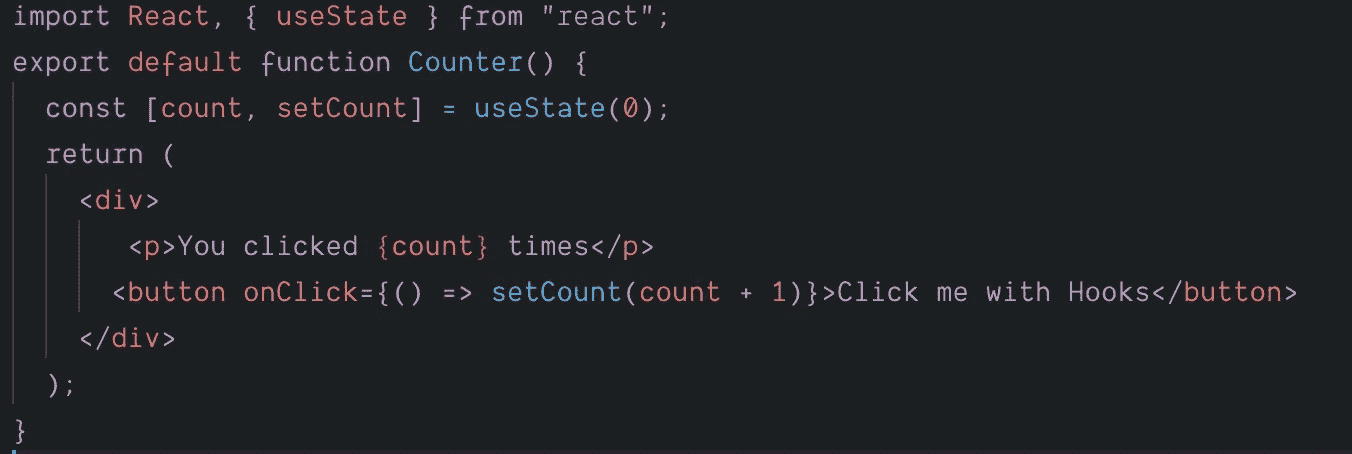 import React, { useState } from "react";
export default function Counter() {
  const [count, setCount] = useState(0);
  return (
    <div>
       <p>You clicked {count} times</p>
      <button onClick={() => setCount(count + 1)}>Click me with Hooks</button>
    </div>
  );
}